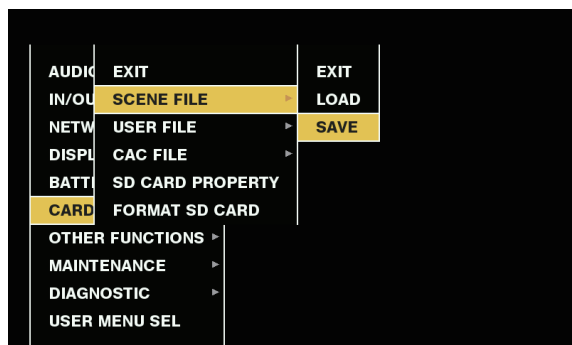 AUDIO
IN/OU
NETW
DISPL
BATT
CARD
OTHER FUNCTIONS
MAINTENANCE
DIAGNOSTIC
USER MENU SEL
EXIT
SCENE FILE
USER FILE
CAC FILE
SD CARD PROPERTY
FORMAT SD CARD
EXIT
LOAD
SAVE